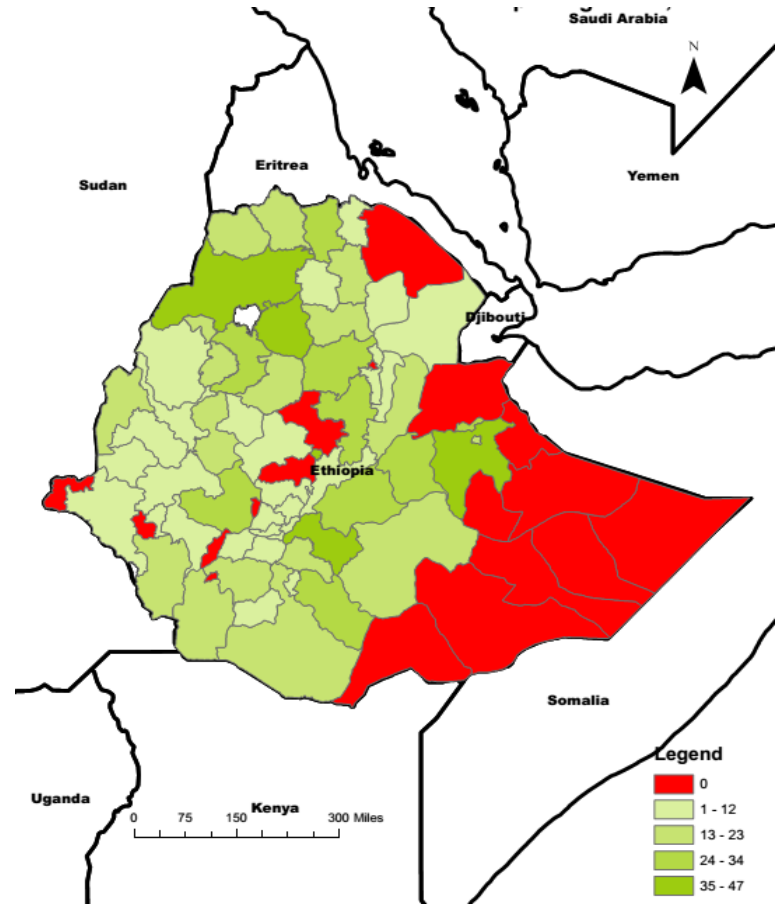 Saudi Arabia
N
Eritrea
Sudan
Yemen
Djibouti
Ethiopia
Somalia
Legend
0
1 - 12
13 - 23
24 - 34
35 - 47
Uganda
Kenya
0 75 150 300 Miles